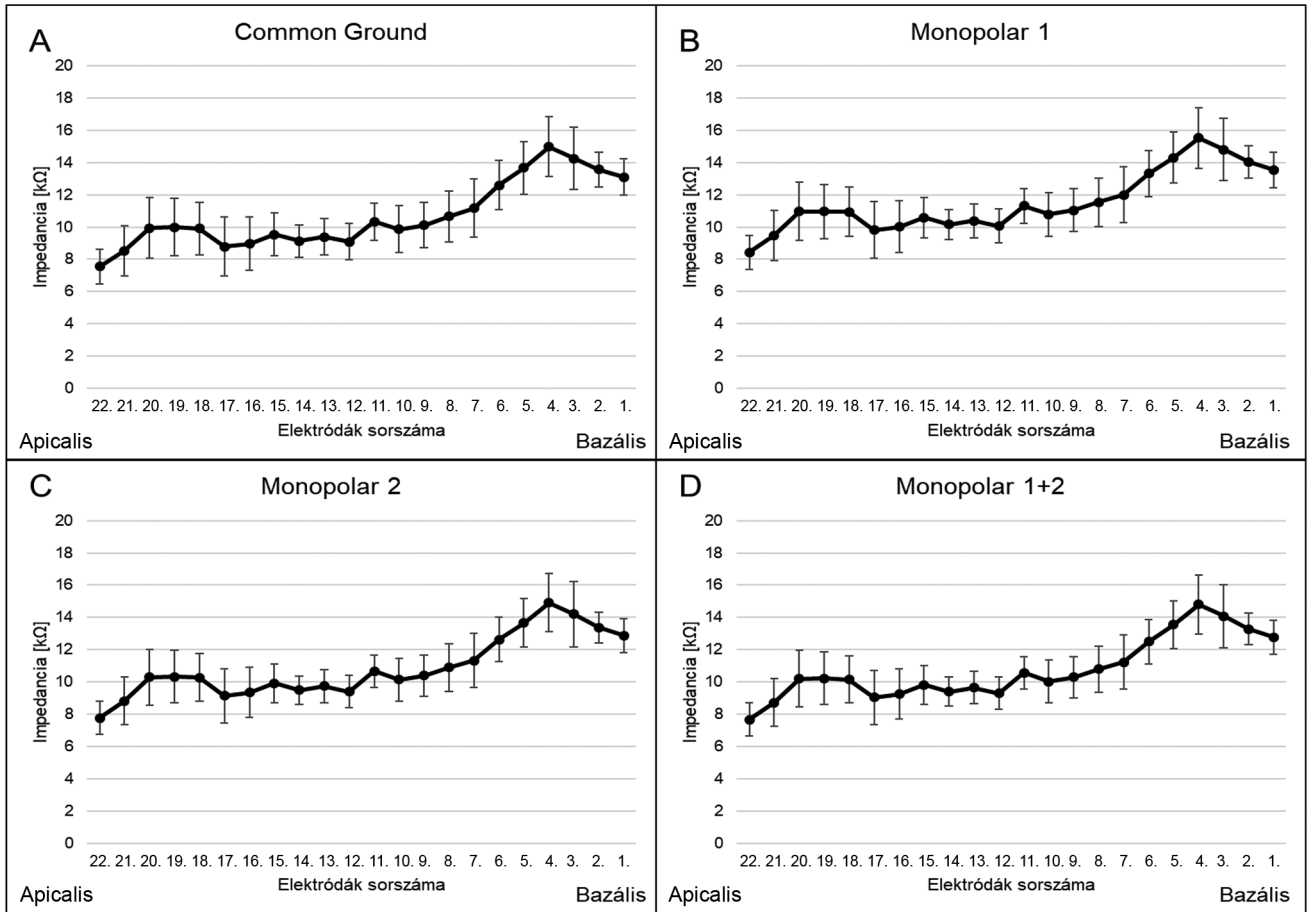 A
Common Ground
Impedancia [kΩ]
20
18
16
14
12
10
8
6
4
2
0
22. 21. 20. 19. 18. 17. 16. 15. 14. 13. 12. 11. 10. 9. 8. 7. 6. 5. 4. 3. 2. 1.
Elektródák sorszáma
Apicalis Bazális
B
Monopolar 1
Impedancia [kΩ]
20
18
16
14
12
10
8
6
4
2
0
22. 21. 20. 19. 18. 17. 16. 15. 14. 13. 12. 11. 10. 9. 8. 7. 6. 5. 4. 3. 2. 1.
Elektródák sorszáma
Apicalis Bazális
C
Monopolar 2
Impedancia [kΩ]
20
18
16
14
12
10
8
6
4
2
0
22. 21. 20. 19. 18. 17. 16. 15. 14. 13. 12. 11. 10. 9. 8. 7. 6. 5. 4. 3. 2. 1.
Elektródák sorszáma
Apicalis Bazális
D
Monopolar 1+2
Impedancia [kΩ]
20
18
16
14
12
10
8
6
4
2
0
22. 21. 20. 19. 18. 17. 16. 15. 14. 13. 12. 11. 10. 9. 8. 7. 6. 5. 4. 3. 2. 1.
Elektródák sorszáma
Apicalis Bazális